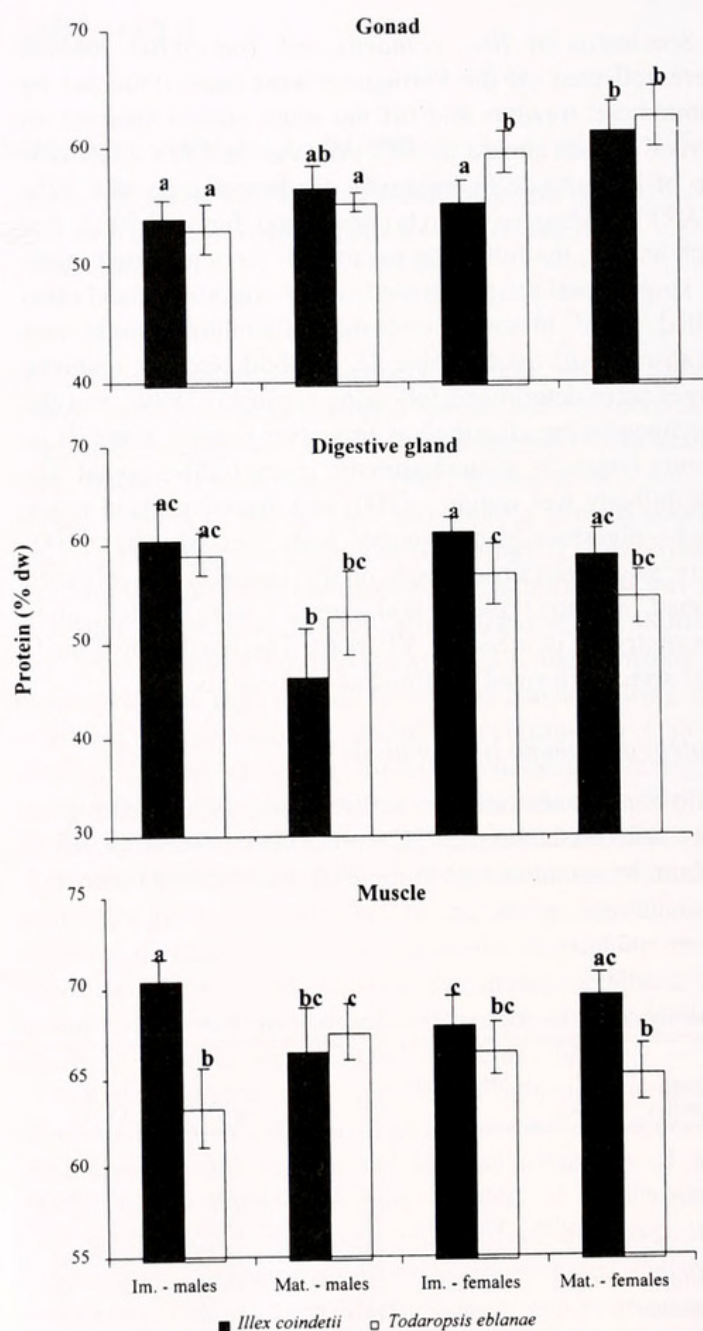 Gonad
70
60
50
40
a a ab a a b b b
Digestive gland
70
60
50
40
30
ac ac b bc a c ac bc
Protein (% dw)
Muscle
75
70
65
60
55
a b bc c c bc ac b
Im. - males Mat. - males Im. - females Mat. - females
Illex coindetii Todaropsis eblanae